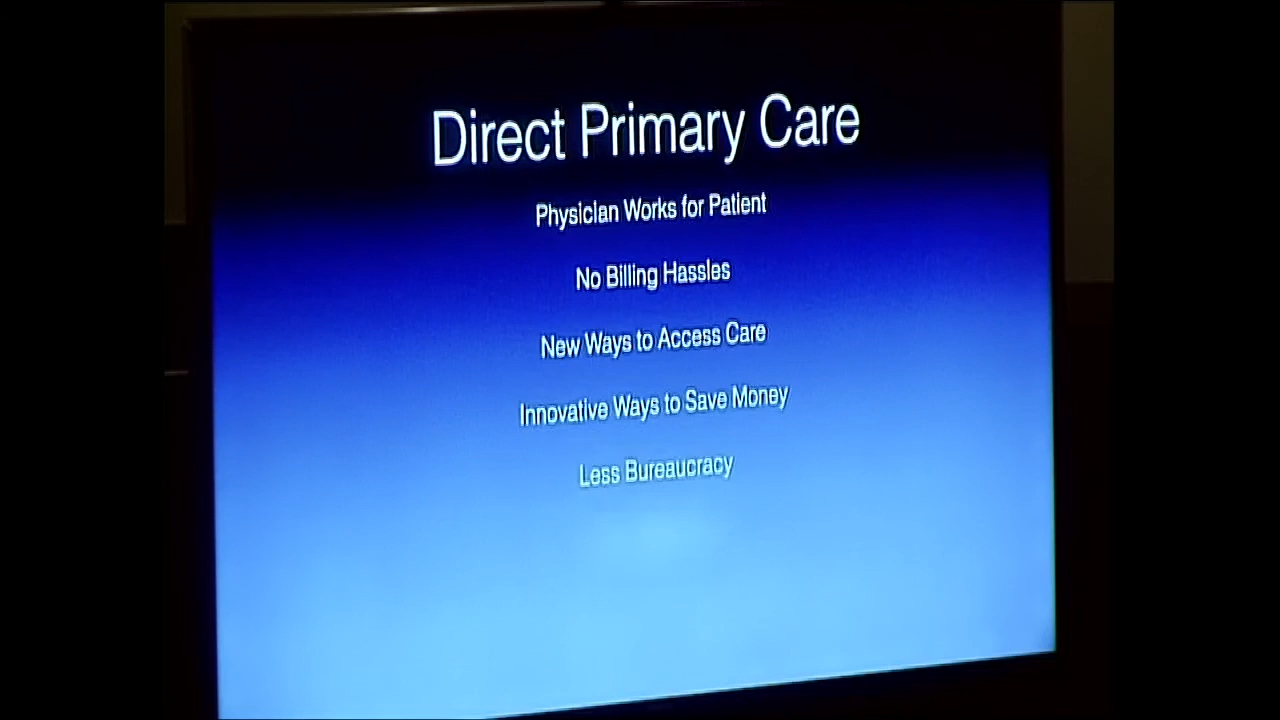 Direct Primary Care
Physician Works for Patient
No Billing Hassles
New Ways to Access Care
Innovative Ways to Save Money
Less Bureaucracy